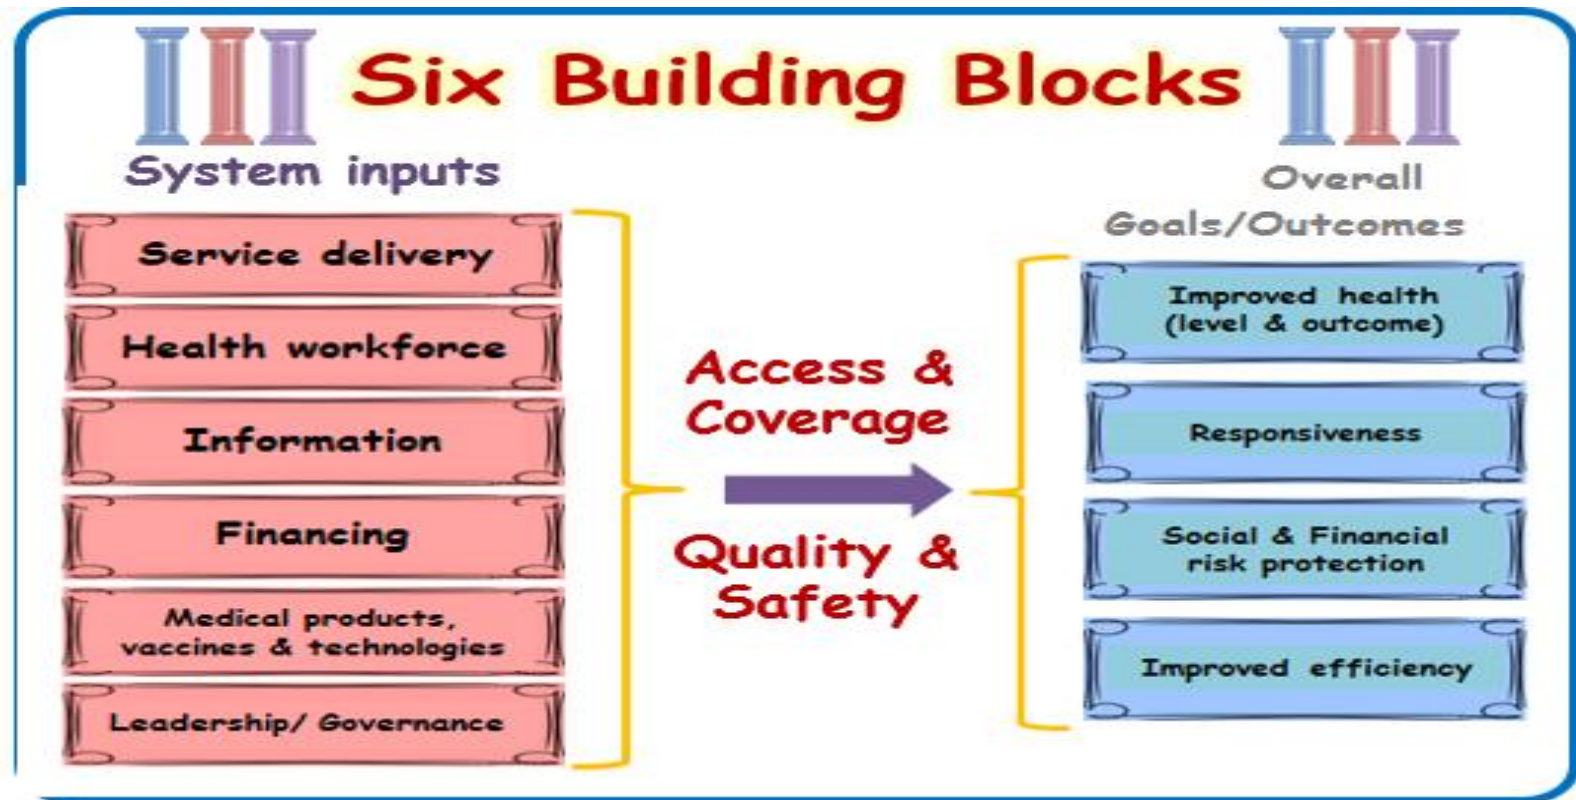 Six Building Blocks
System inputs
Service delivery
Health workforce
Information
Financing
Medical products,
vaccines & technologies
Leadership/ Governance
Access &
Coverage
Quality &
Safety
Overall
Goals/Outcomes
Improved health
(level & outcome)
Responsiveness
Social & Financial
risk protection
Improved efficiency